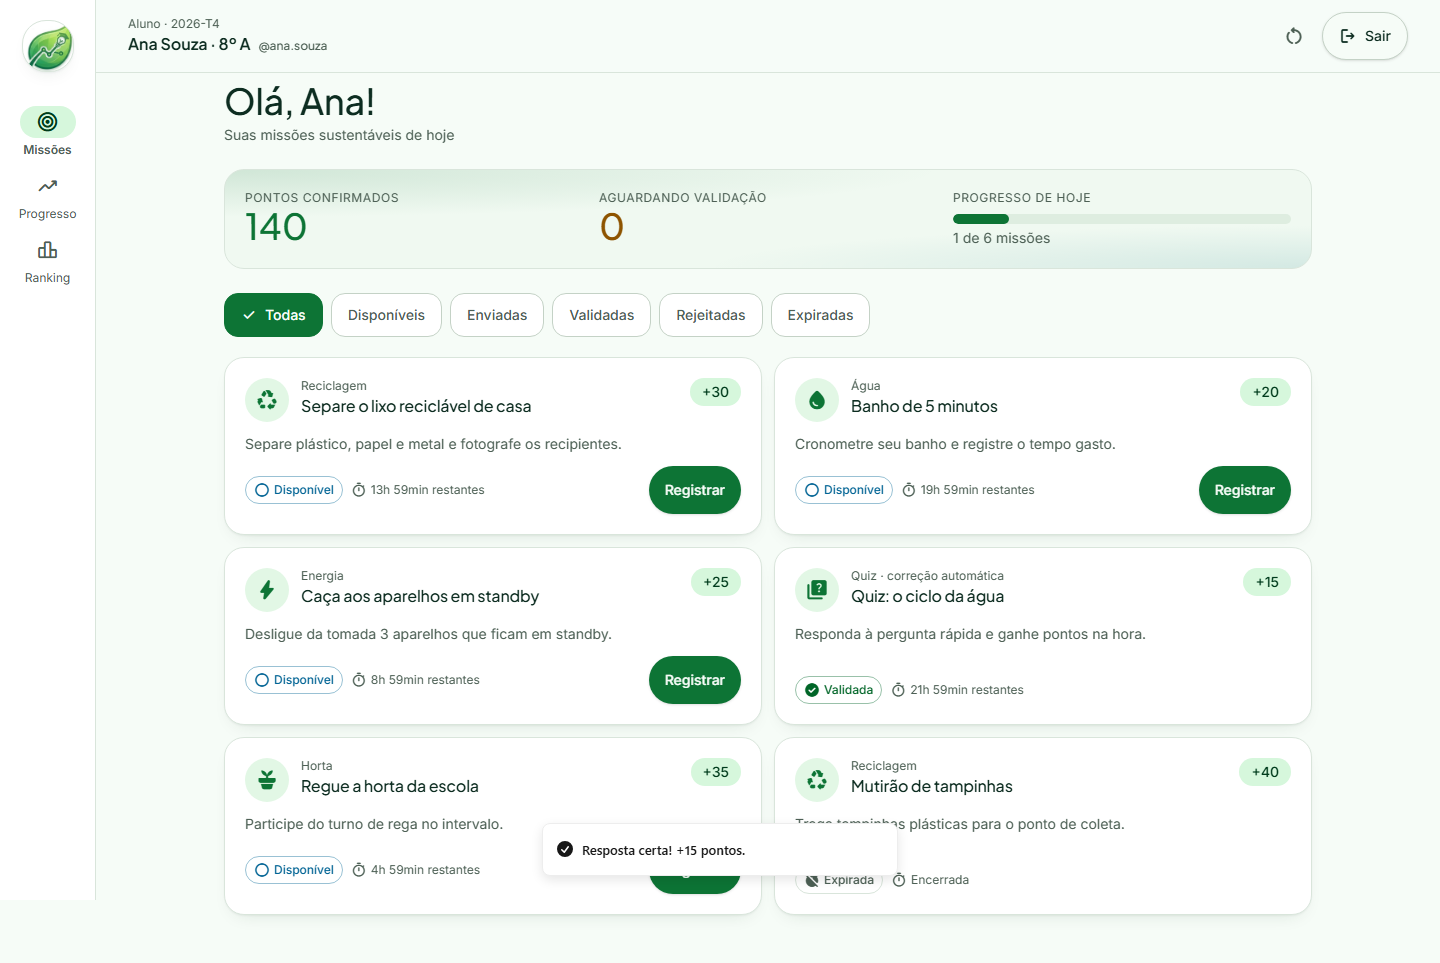 Aluno · 2026-T4
Ana Souza · 8º A @ana.souza
Sair
Missões
Progresso
Ranking
Olá, Ana!
Suas missões sustentáveis de hoje
PONTOS CONFIRMADOS
140
AGUARDANDO VALIDAÇÃO
0
PROGRESSO DE HOJE
1 de 6 missões
Todas
Disponíveis
Enviadas
Validadas
Rejeitadas
Expiradas
Reciclagem
Separe o lixo reciclável de casa
+30
Separe plástico, papel e metal e fotografe os recipientes.
Disponível
13h 59min restantes
Registrar
Água
Banho de 5 minutos
+20
Cronometre seu banho e registre o tempo gasto.
Disponível
19h 59min restantes
Registrar
Energia
Caça aos aparelhos em standby
+25
Desligue da tomada 3 aparelhos que ficam em standby.
Disponível
8h 59min restantes
Registrar
Quiz · correção automática
Quiz: o ciclo da água
+15
Responda à pergunta rápida e ganhe pontos na hora.
Validada
21h 59min restantes
Horta
Regue a horta da escola
+35
Participe do turno de rega no intervalo.
Disponível
4h 59min restantes
Reciclagem
Mutirão de tampinhas
+40
plásticas para o ponto de coleta.
Expirada
Encerrada
Resposta certa! +15 pontos.